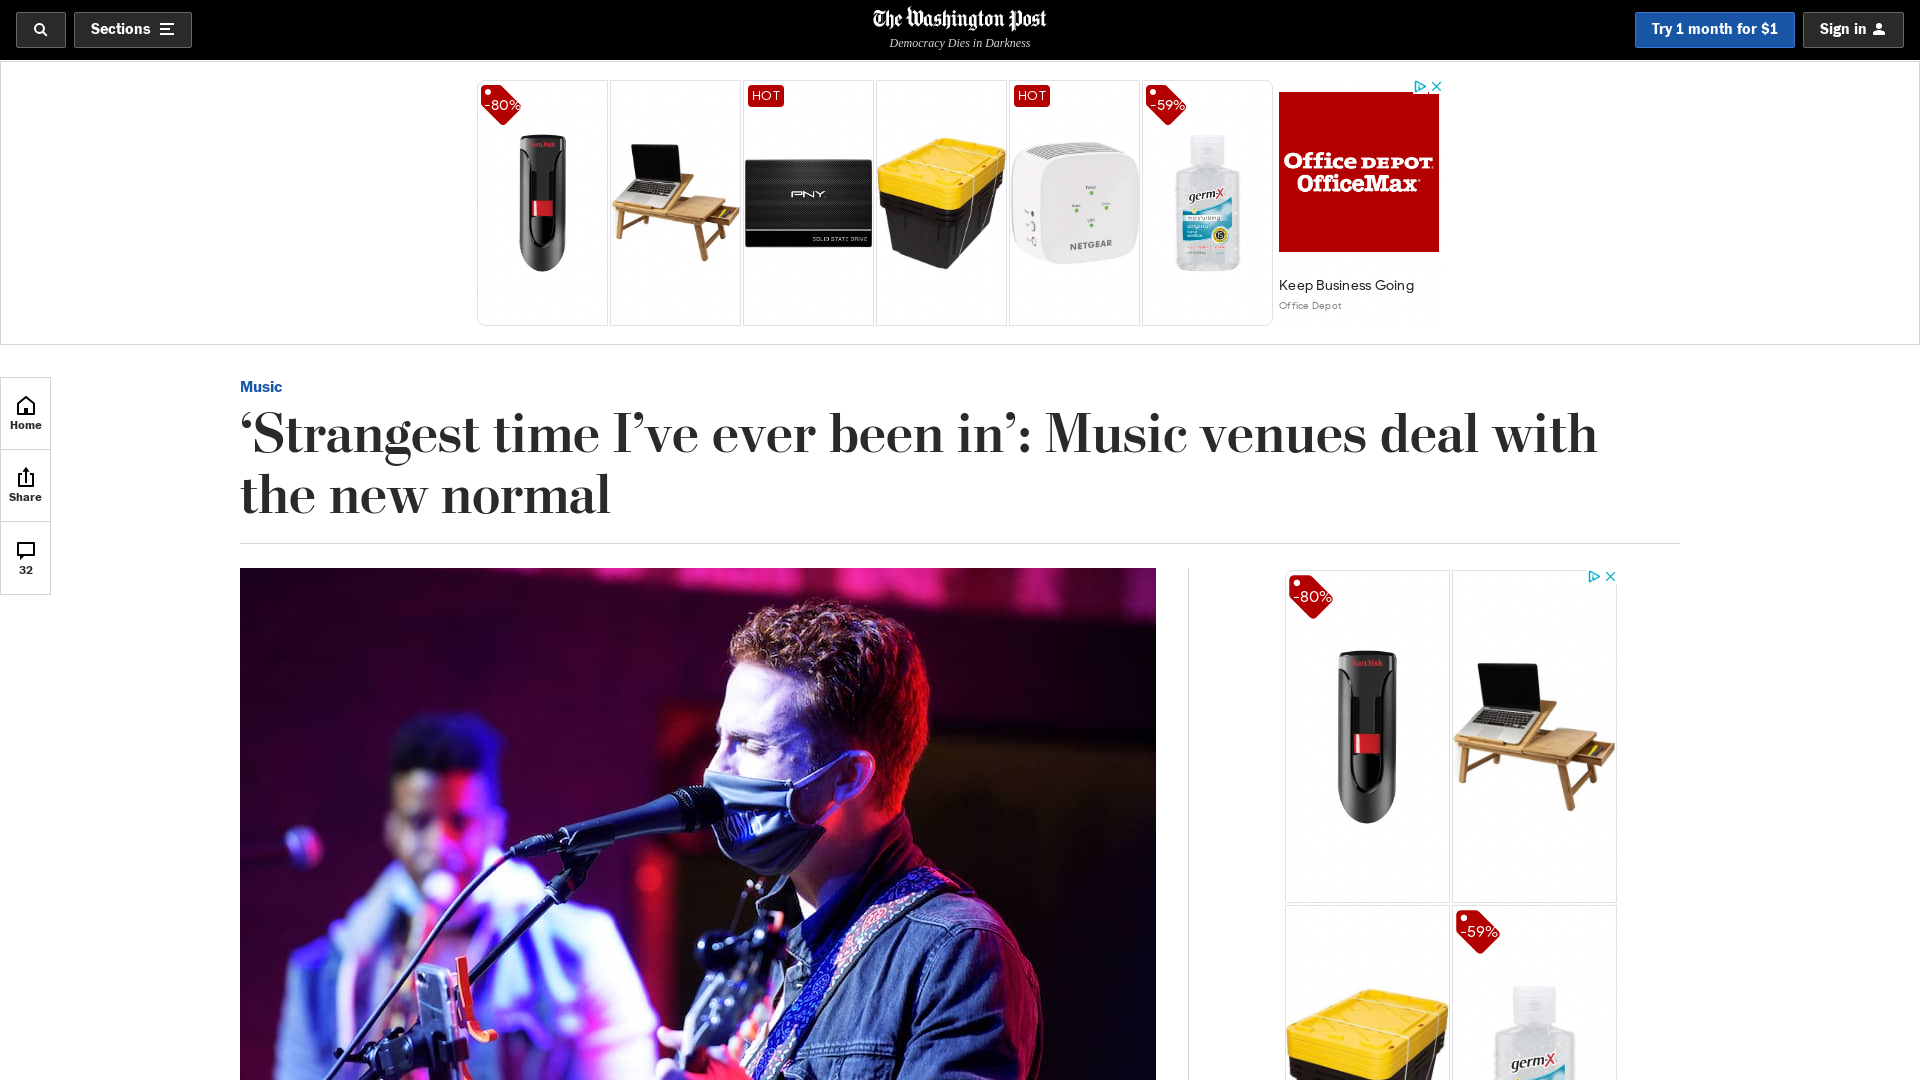 Sections
The Washington Post
Democracy Dies in Darkness
Try 1 month for $1
Sign in
-80%
SanDisk
PNY
SOLID STATE DRIVE
HOT
HOT
NETGEAR
-59%
germ-x
moisturizing
original
Office DEPOT
OfficeMax
Keep Business Going
Office Depot
Home
Share
32
Music
‘Strangest time I’ve ever been in’: Music venues deal with
the new normal
-80%
SanDisk
-59%
germ-x